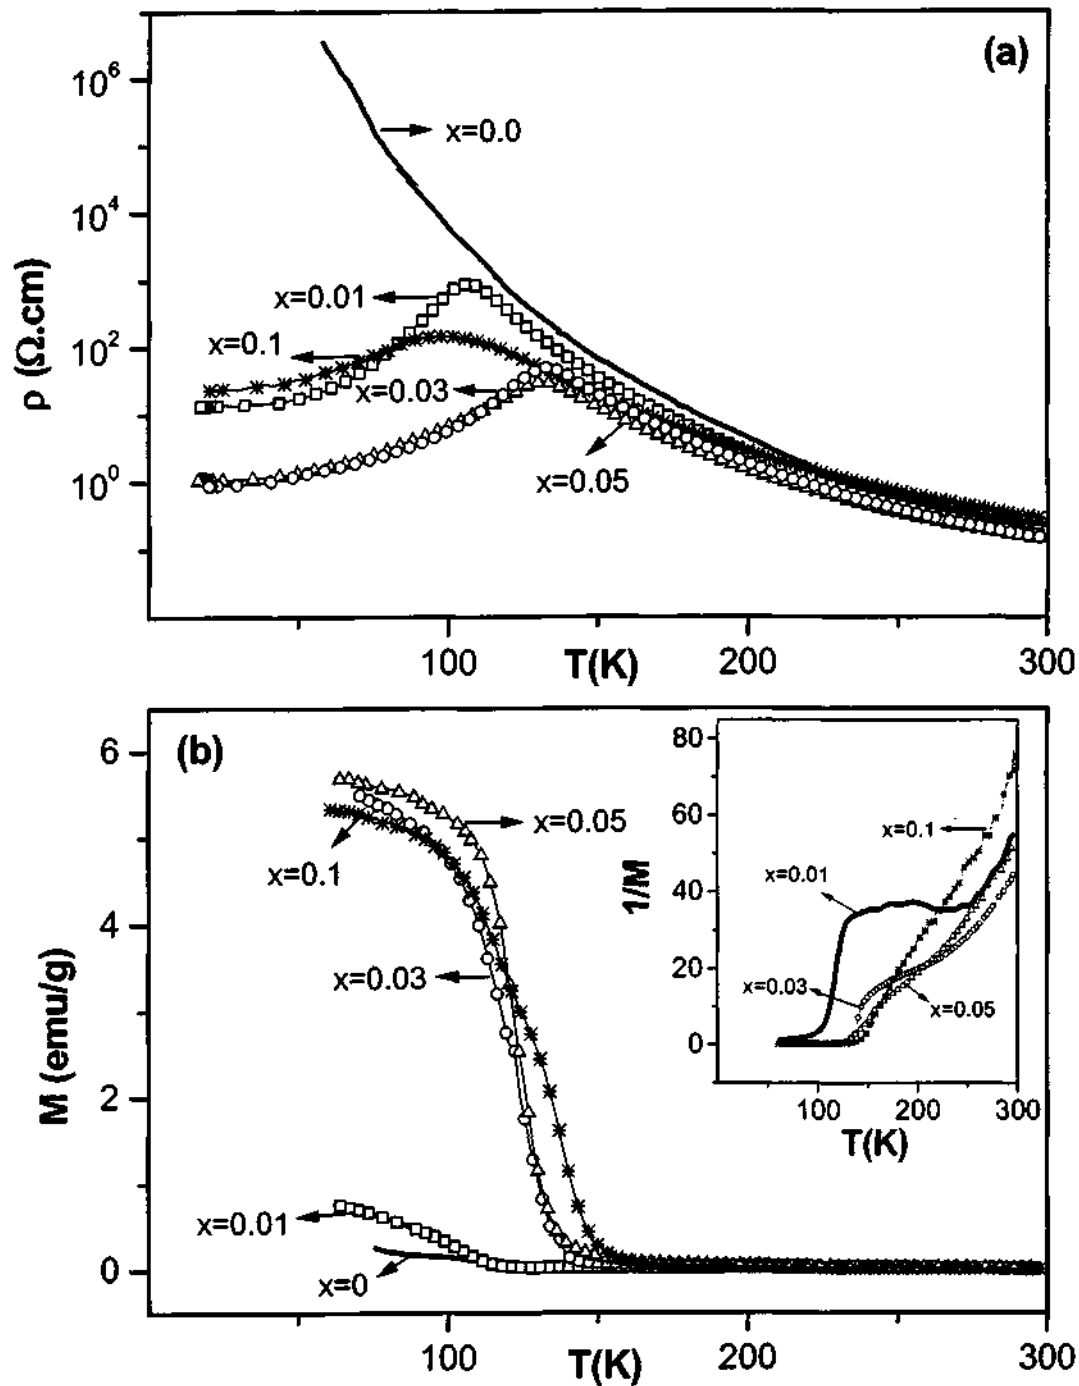 (a)
10⁶
x=0.0
10⁴
ρ (Ω.cm)
x=0.01
10²
x=0.1
x=0.03
x=0.05
10⁰
100
200
300
T(K)
(b)
6
x=0.05
x=0.1
4
M (emu/g)
x=0.03
2
x=0.01
0
x=0
100
200
300
T(K)
80
60
x=0.1
1/M
x=0.01
40
20
x=0.03
x=0.05
0
100
200
300
T(K)